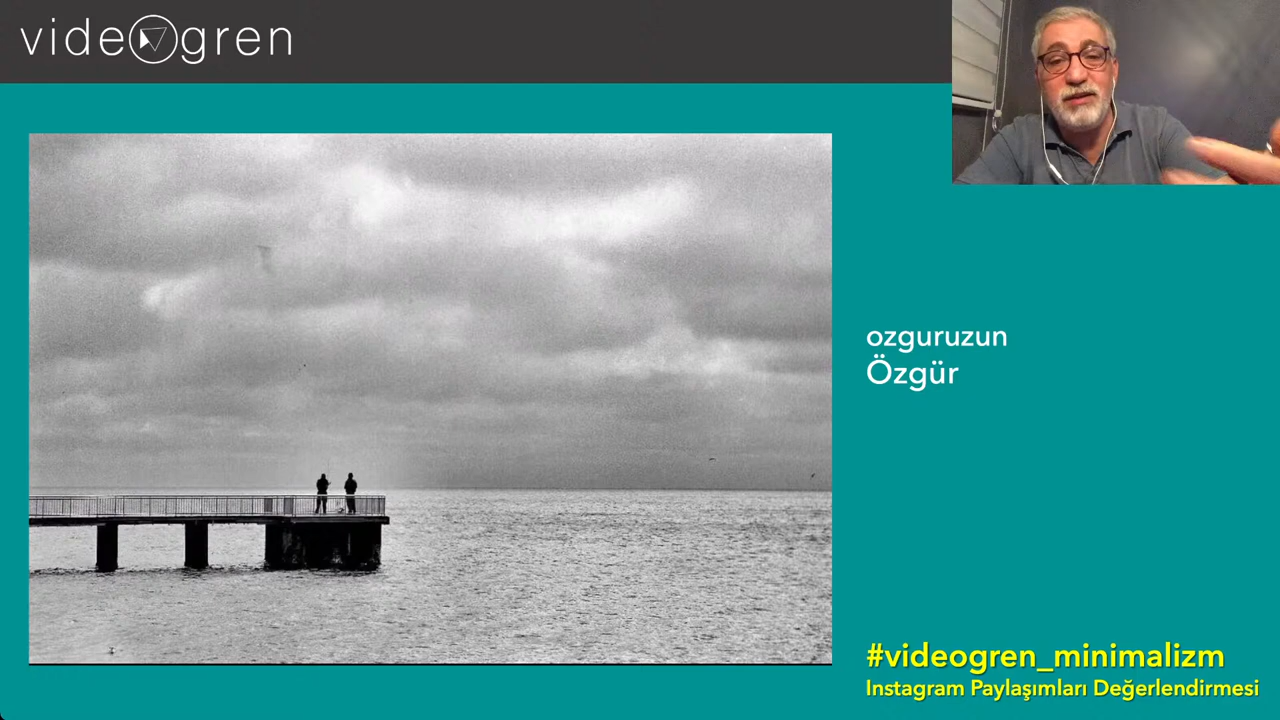 videogren
ozguruzun
Özgür
#videogren_minimalizm
Instagram Paylaşımları Değerlendirmesi